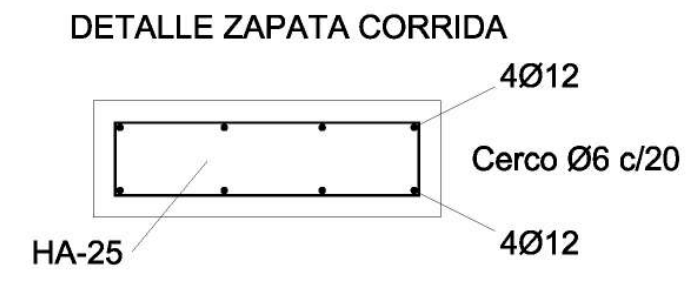 DETALLE ZAPATA CORRIDA
4Ø12
Cerco Ø6 c/20
HA-25
4Ø12